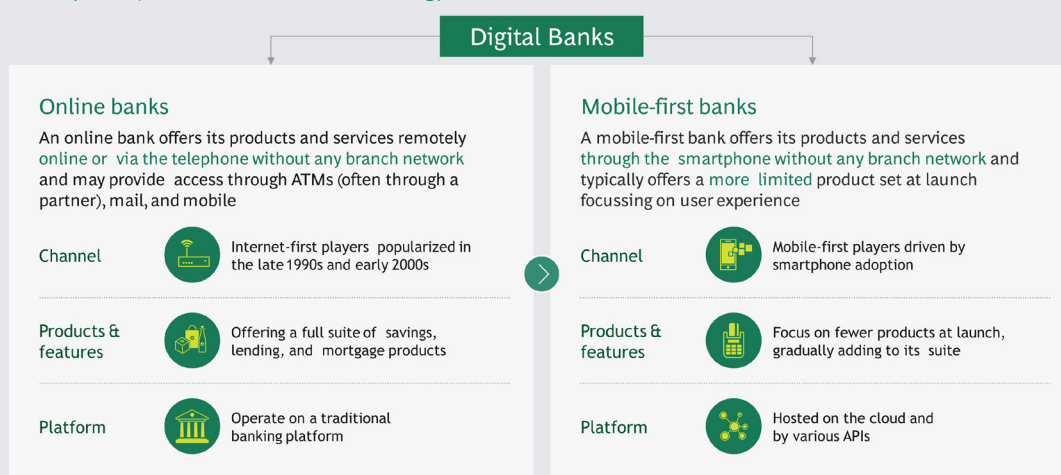 Digital Banks
Online banks
An online bank offers its products and services remotely
online or via the telephone without any branch network
and may provide access through ATMs (often through a
partner), mail, and mobile
Channel
Internet-first players popularized in
the late 1990s and early 2000s
Products &
features
Offering a full suite of savings,
lending, and mortgage products
Platform
Operate on a traditional
banking platform
Mobile-first banks
A mobile-first bank offers its products and services
through the smartphone without any branch network and
typically offers a more limited product set at launch
focussing on user experience
Channel
Mobile-first players driven by
smartphone adoption
Products &
features
Focus on fewer products at launch,
gradually adding to its suite
Platform
Hosted on the cloud and
by various APIs